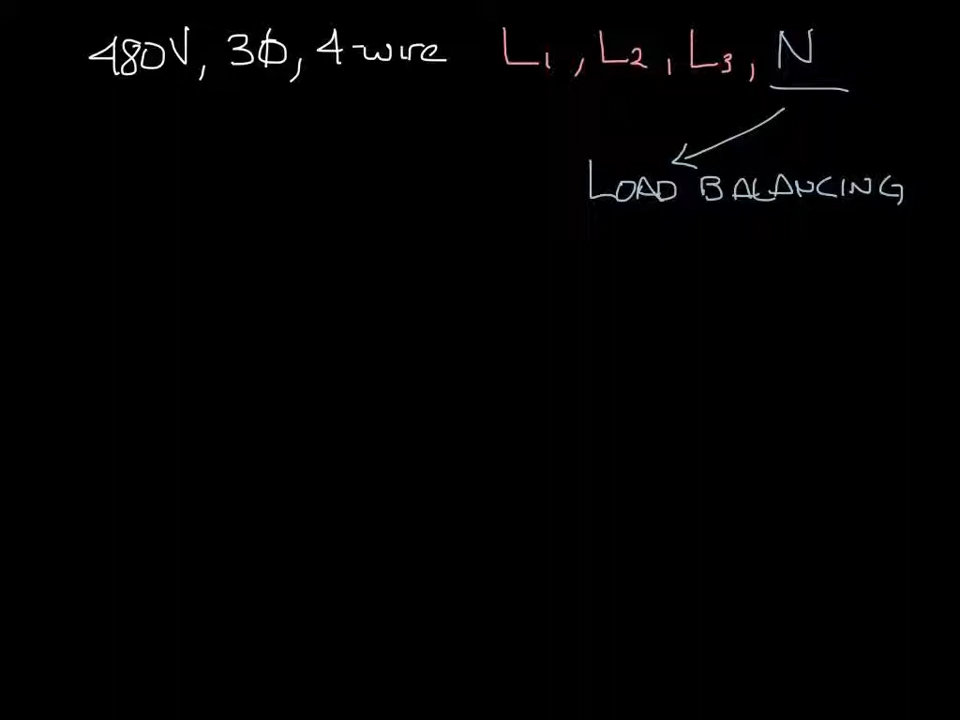 480V, 3Φ, 4-wire L1, L2, L3, N
LOAD BALANCING